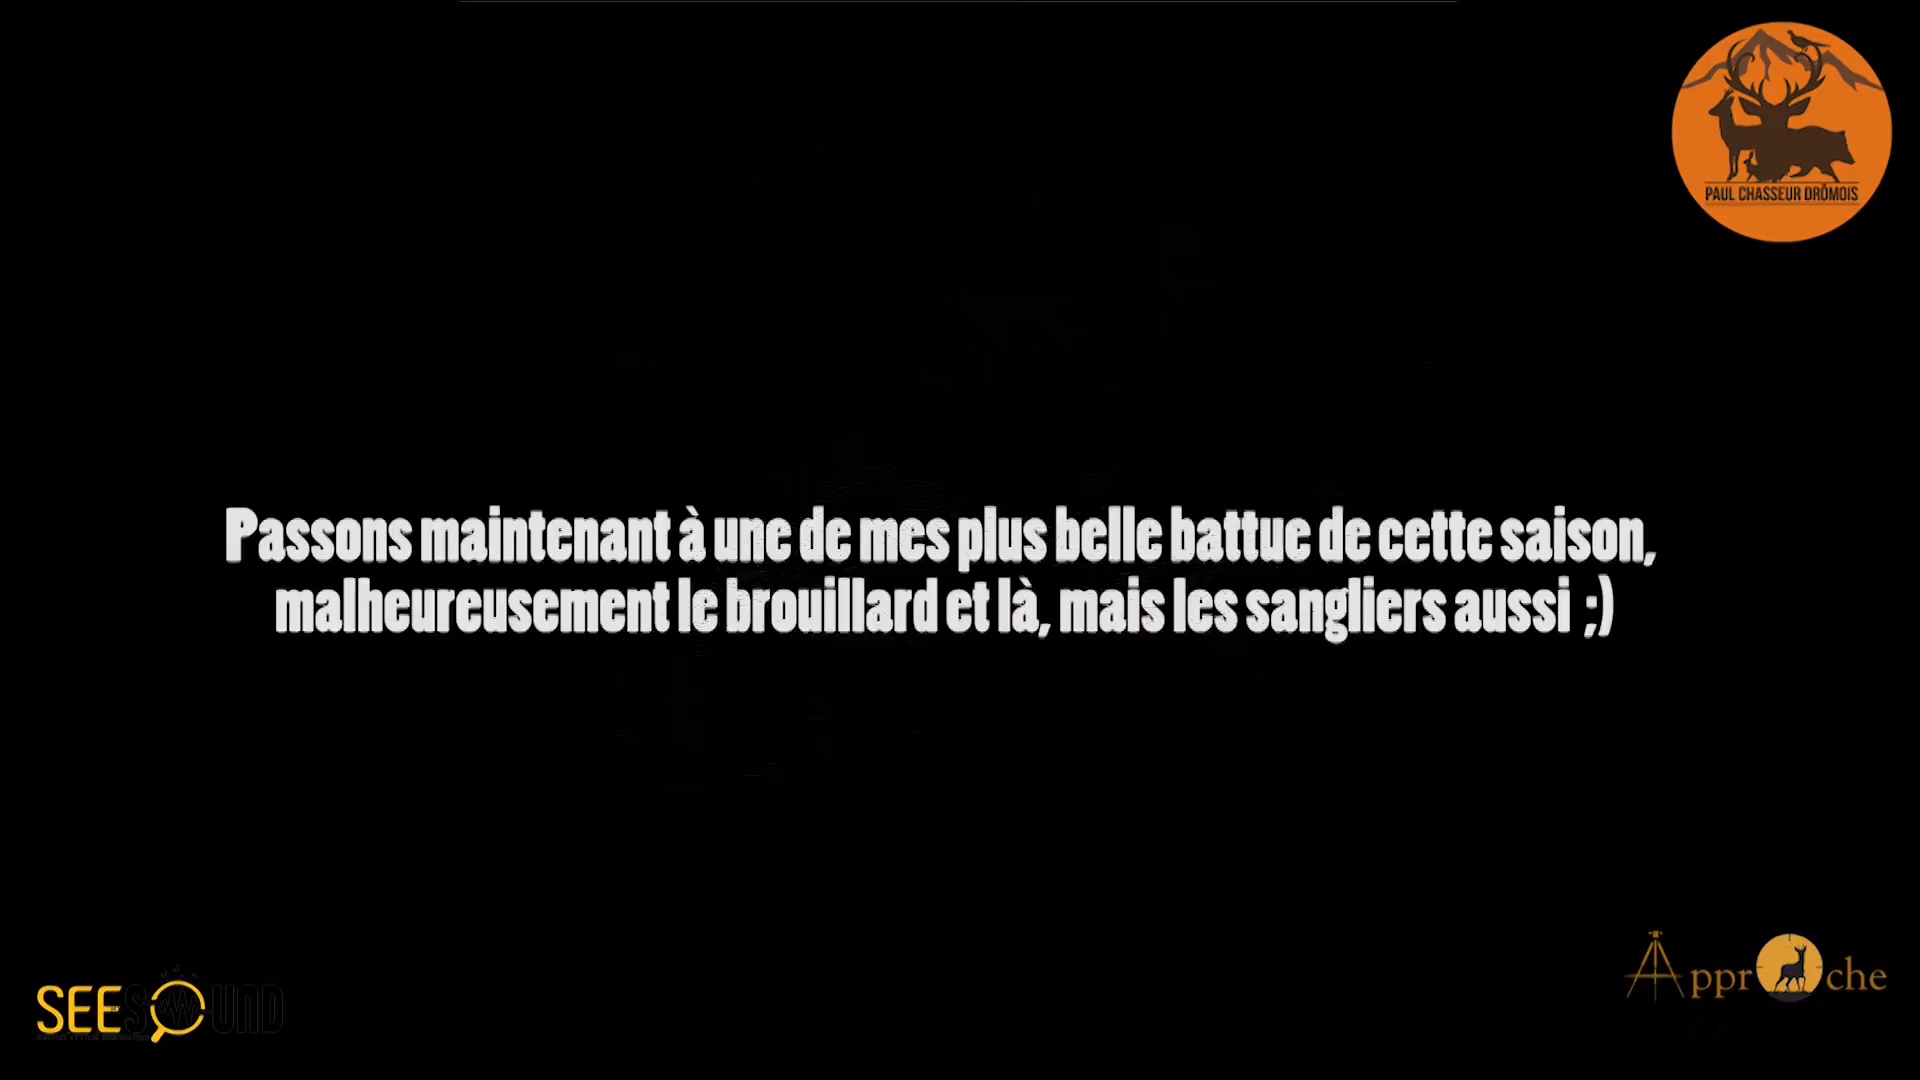 PAUL CHASSEUR DRÔMOIS
Passons maintenant à une de mes plus belle battue de cette saison,
malheureusement le brouillard et là, mais les sangliers aussi ;)
SEESOUND
Approche